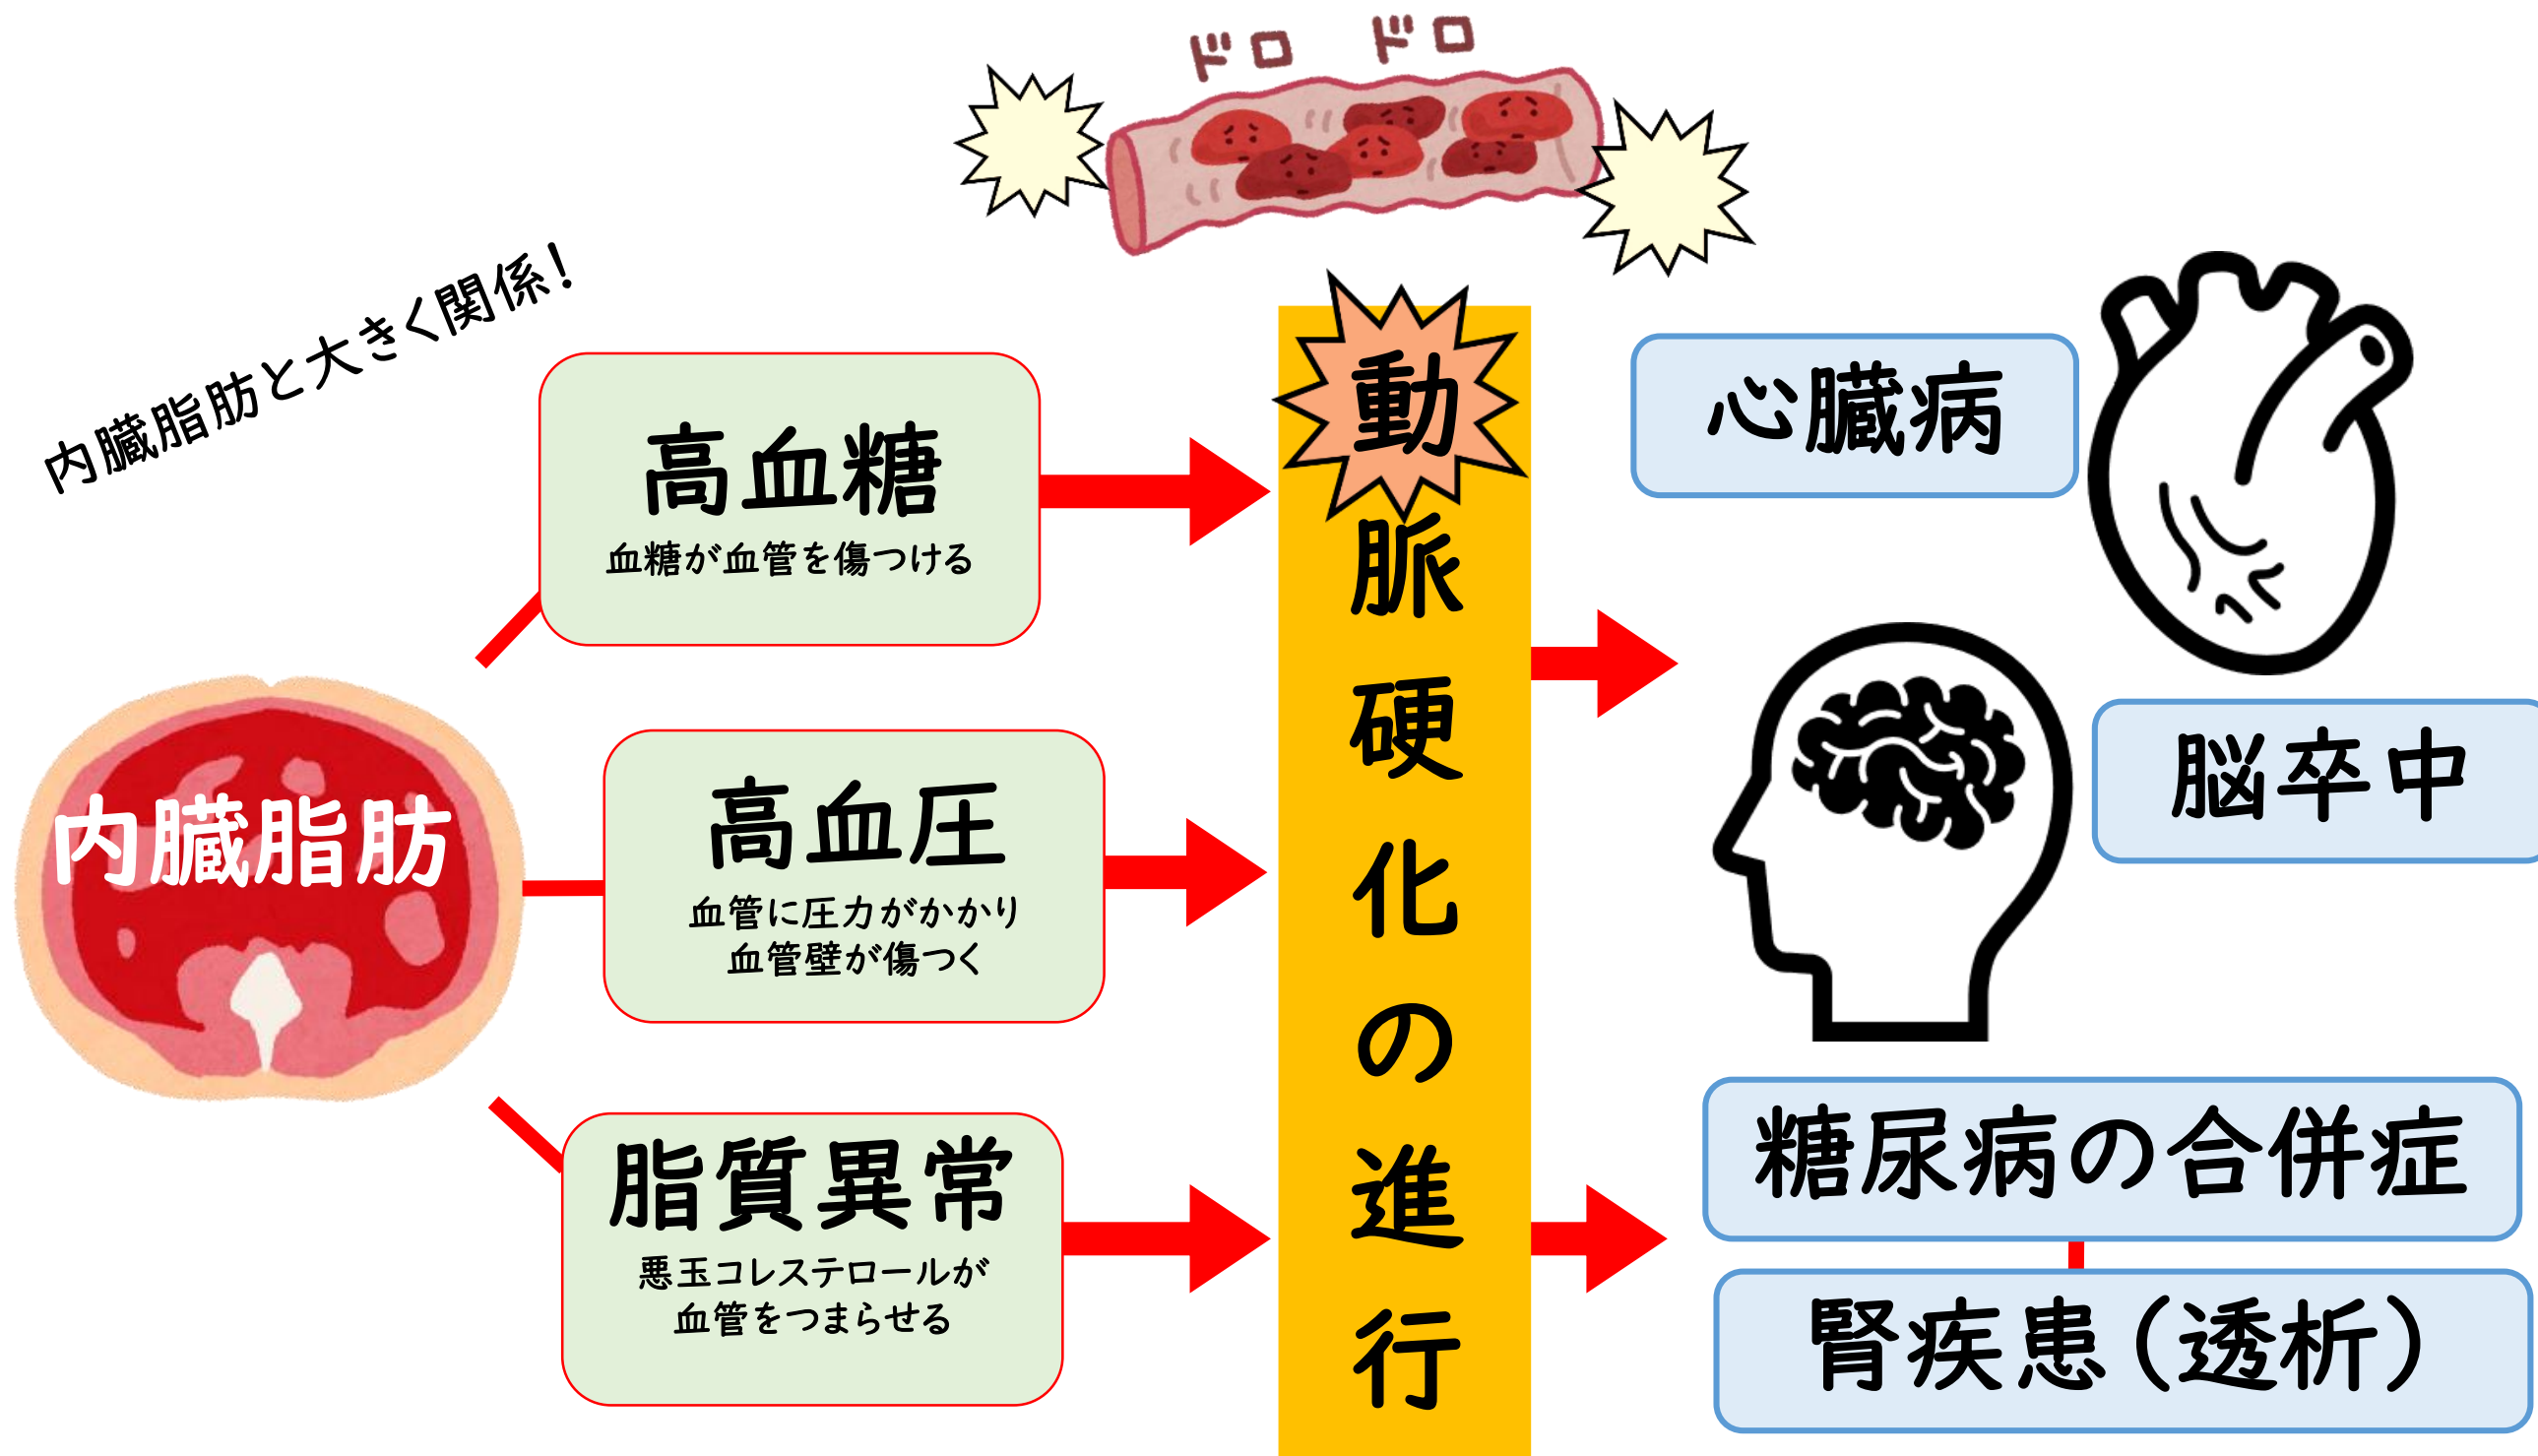 ドロ ドロ
内臓脂肪と大きく関係！
内臓脂肪
高血糖
血糖が血管を傷つける
高血圧
血管に圧力がかかり
血管壁が傷つく
脂質異常
悪玉コレステロールが
血管をつまらせる
動脈硬化の進行
心臓病
脳卒中
糖尿病の合併症
腎疾患（透析）